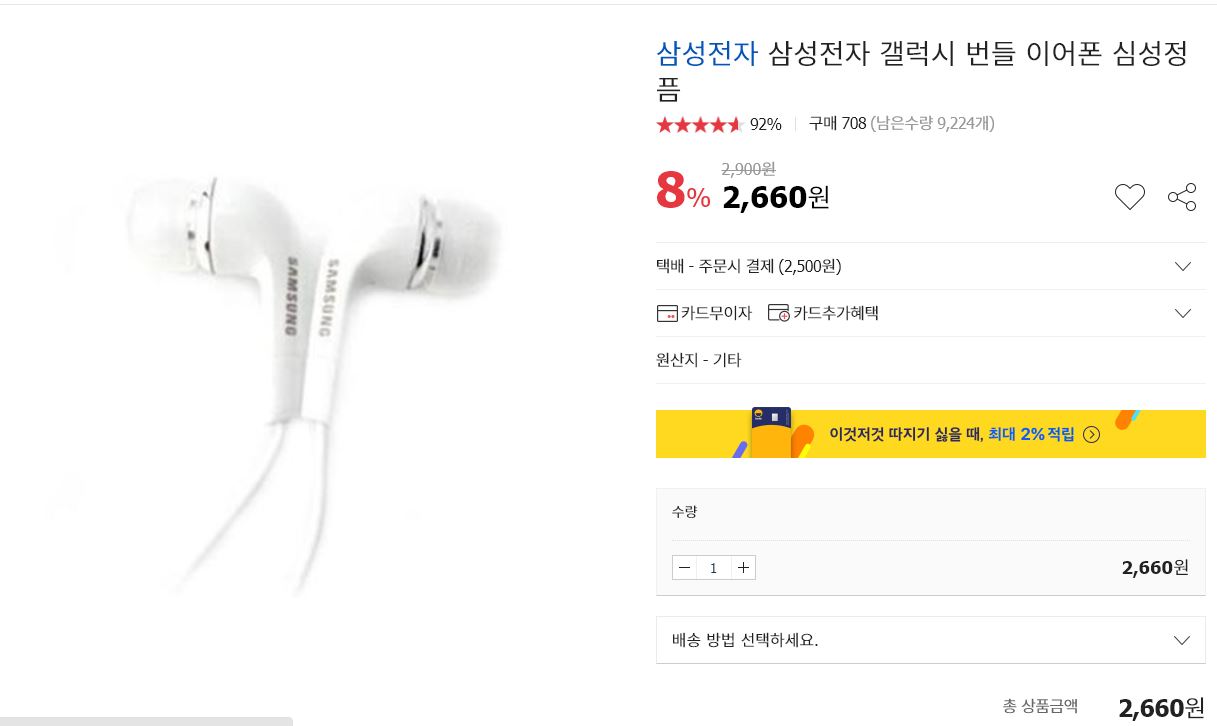 삼성전자 삼성전자 갤럭시 번들 이어폰 심성정
픔
92% 구매 708 (남은수량 9,224개)
2,900원
8% 2,660원
택배 - 주문시 결제 (2,500원)
카드무이자 카드추가혜택
원산지 - 기타
이것저것 따지기 싫을 때, 최대 2% 적립
수량
1 2,660원
배송 방법 선택하세요.
총 상품금액 2,660원
SAMSUNG
SAMSUNG